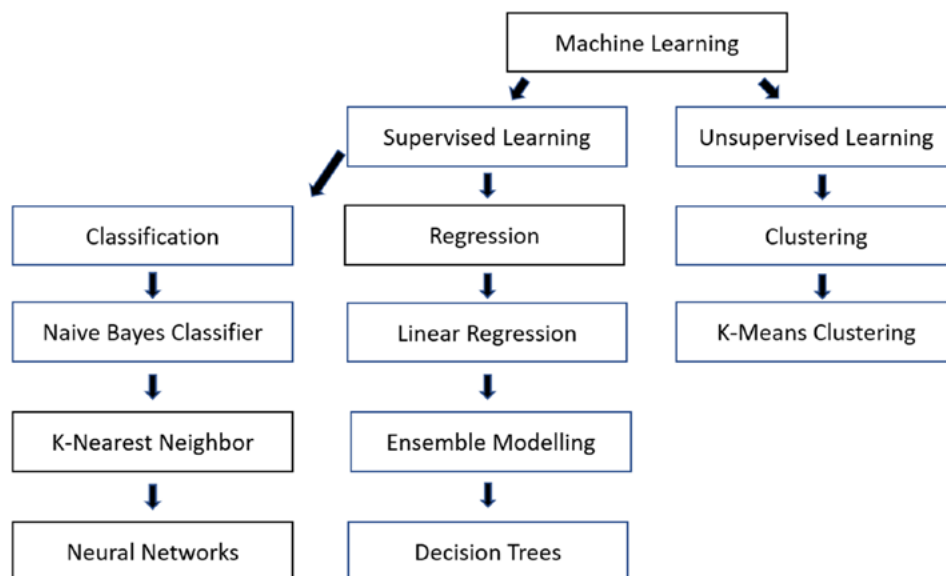 Machine Learning
Supervised Learning
Unsupervised Learning
Classification
Regression
Clustering
Naive Bayes Classifier
Linear Regression
K-Means Clustering
K-Nearest Neighbor
Ensemble Modelling
Neural Networks
Decision Trees